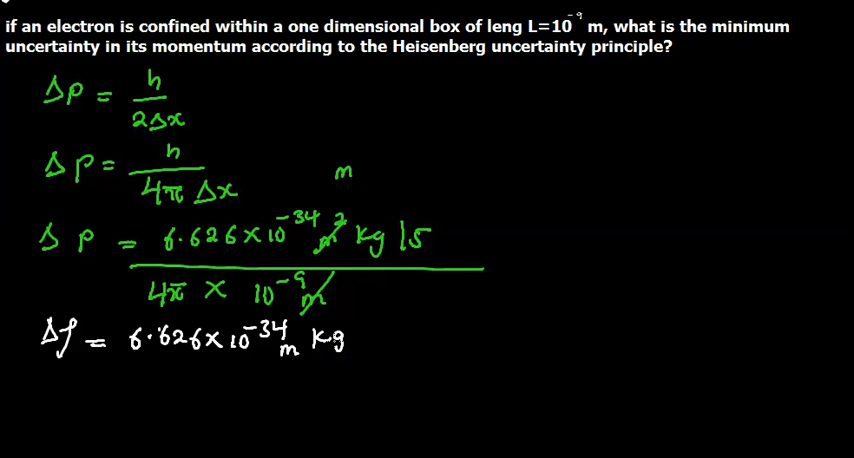 if an electron is confined within a one dimensional box of leng L=10⁻⁹ m, what is the minimum
uncertainty in its momentum according to the Heisenberg uncertainty principle?
Δp = h / 2Δx
Δp = h / 4π Δx
m
Δp = 6.626×10⁻³⁴ m² kg/s / 4π × 10⁻⁹ m
Δp = 6.626×10⁻³⁴ m kg